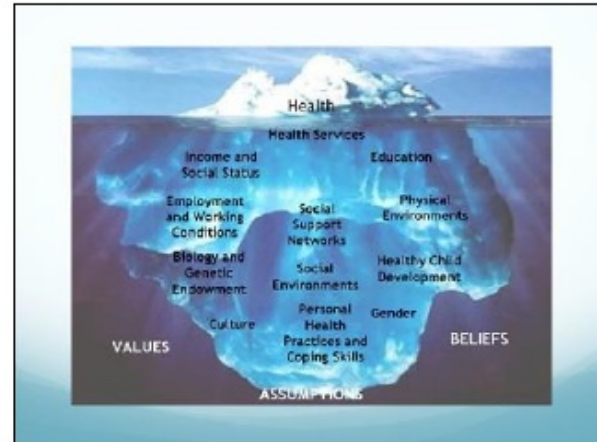 Health
Health Services
Income and
Social Status
Education
Employment
and Working
Conditions
Social
Support
Networks
Physical
Environments
Biology and
Genetic
Endowment
Social
Environments
Healthy Child
Development
Culture
Personal
Health
Practices and
Coping Skills
Gender
VALUES
BELIEFS
ASSUMPTIONS